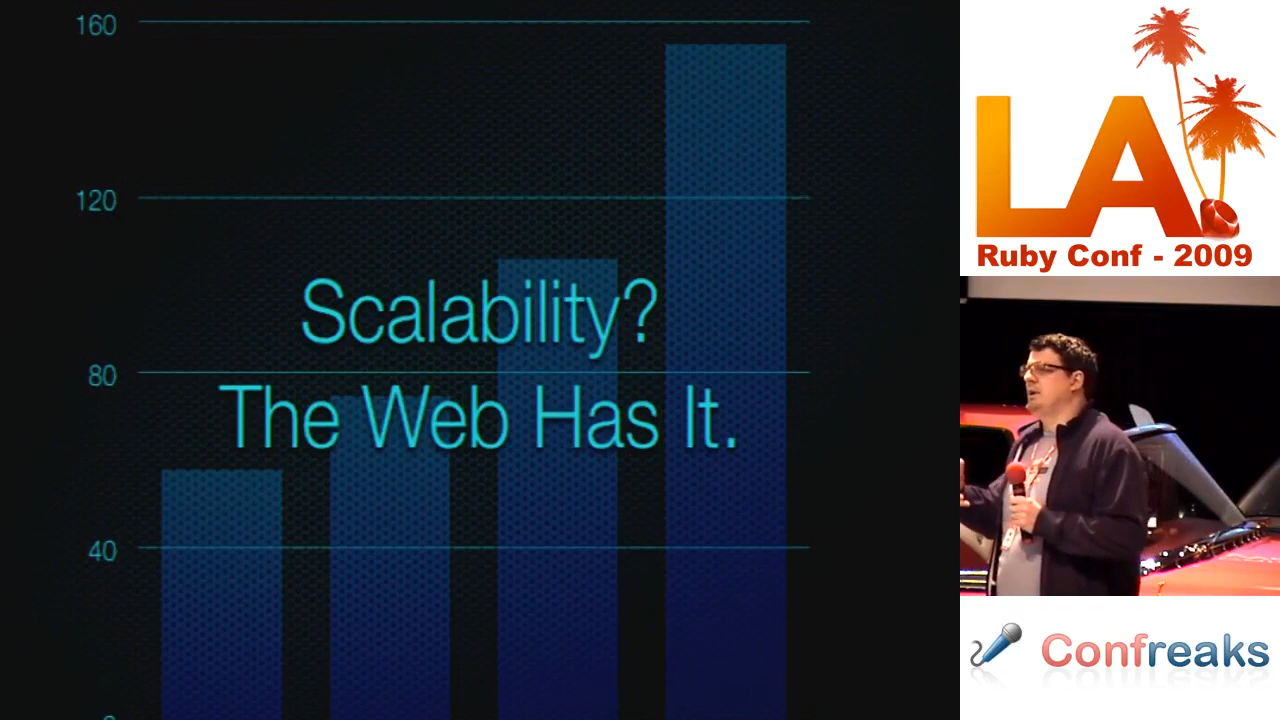 160
120
80
40
Scalability?
The Web Has It.
LA
Ruby Conf - 2009
Confreaks